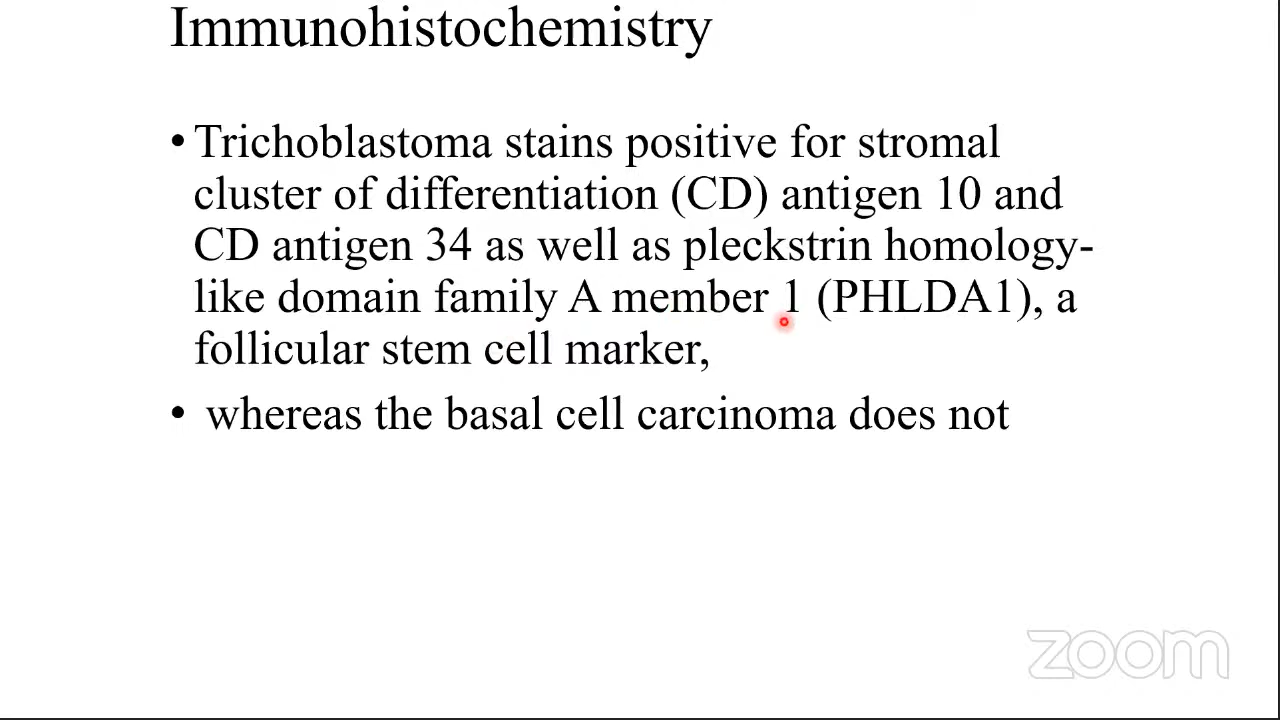 Immunohistochemistry
• Trichoblastoma stains positive for stromal
cluster of differentiation (CD) antigen 10 and
CD antigen 34 as well as pleckstrin homology-
like domain family A member 1 (PHLDA1), a
follicular stem cell marker,
• whereas the basal cell carcinoma does not
zoom